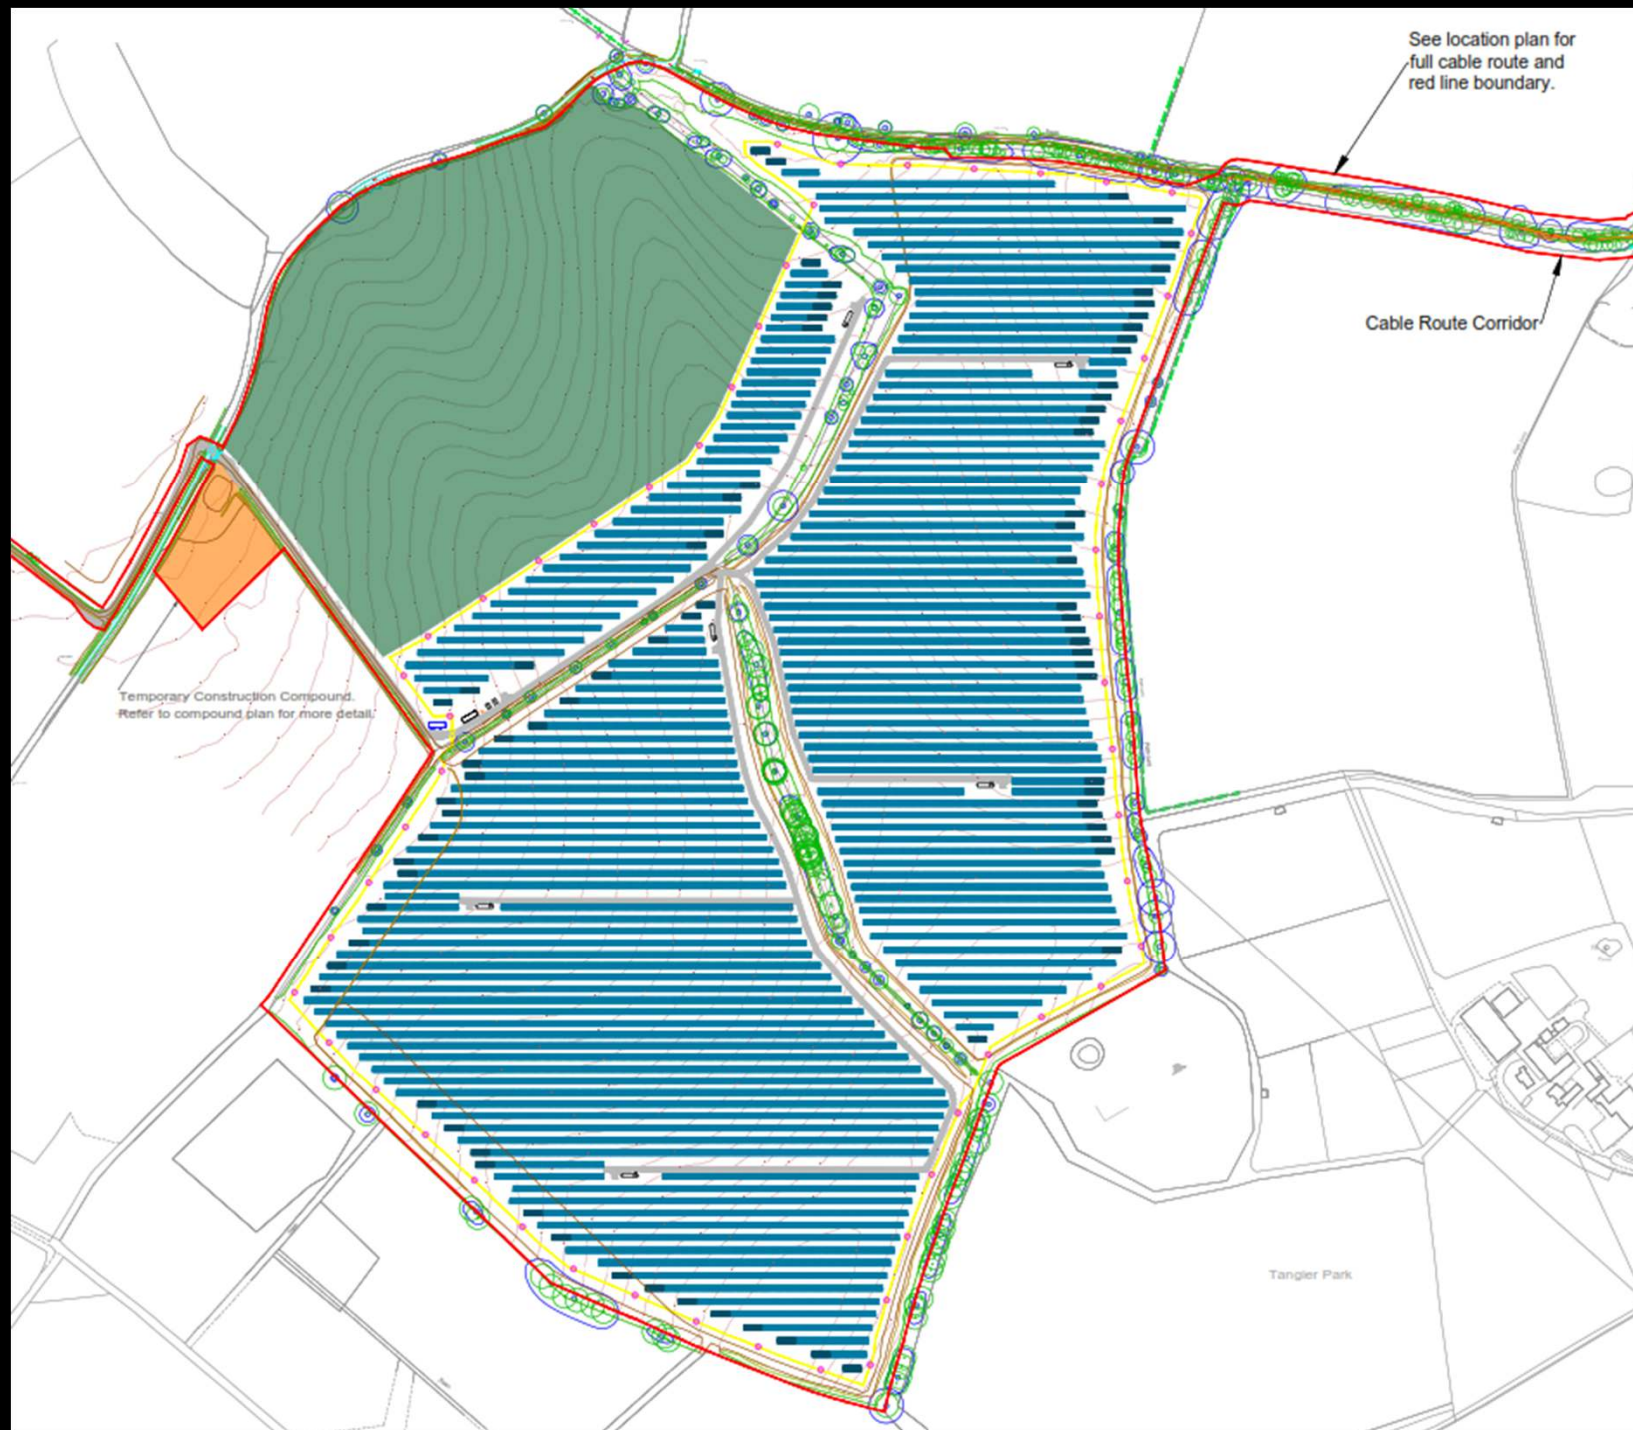 See location plan for
full cable route and
red line boundary.
Cable Route Corridor
Temporary Construction Compound.
Refer to compound plan for more detail.
Tangier Park